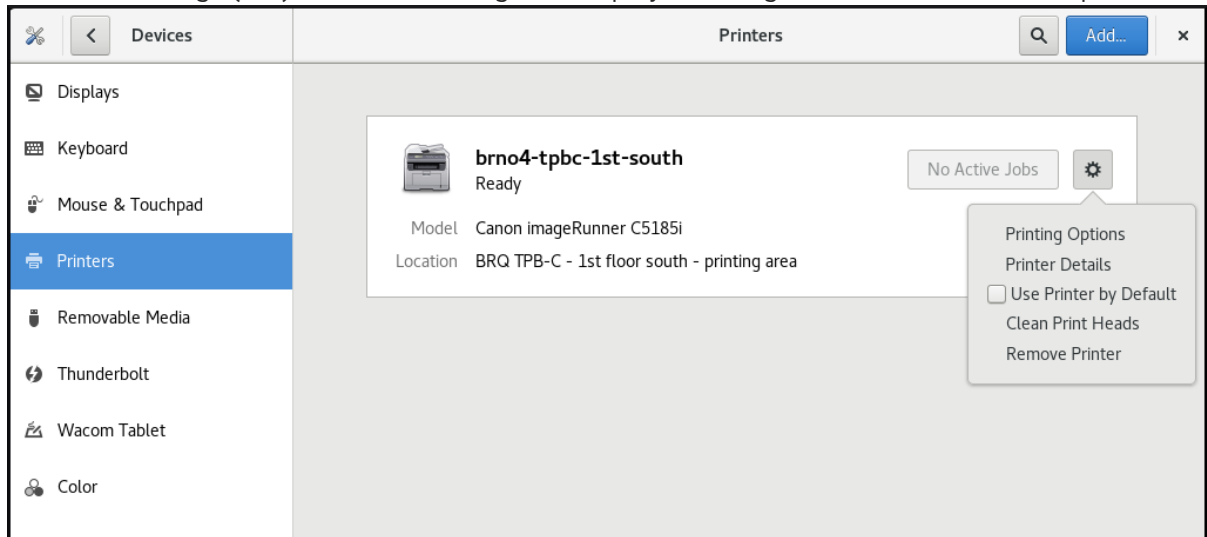 Devices
Printers
Add...
Displays
Keyboard
Mouse & Touchpad
Printers
Removable Media
Thunderbolt
Wacom Tablet
Color
brno4-tpbc-1st-south
Ready
No Active Jobs
Model Canon imageRunner C5185i
Location BRQ TPB-C - 1st floor south - printing area
Printing Options
Printer Details
Use Printer by Default
Clean Print Heads
Remove Printer